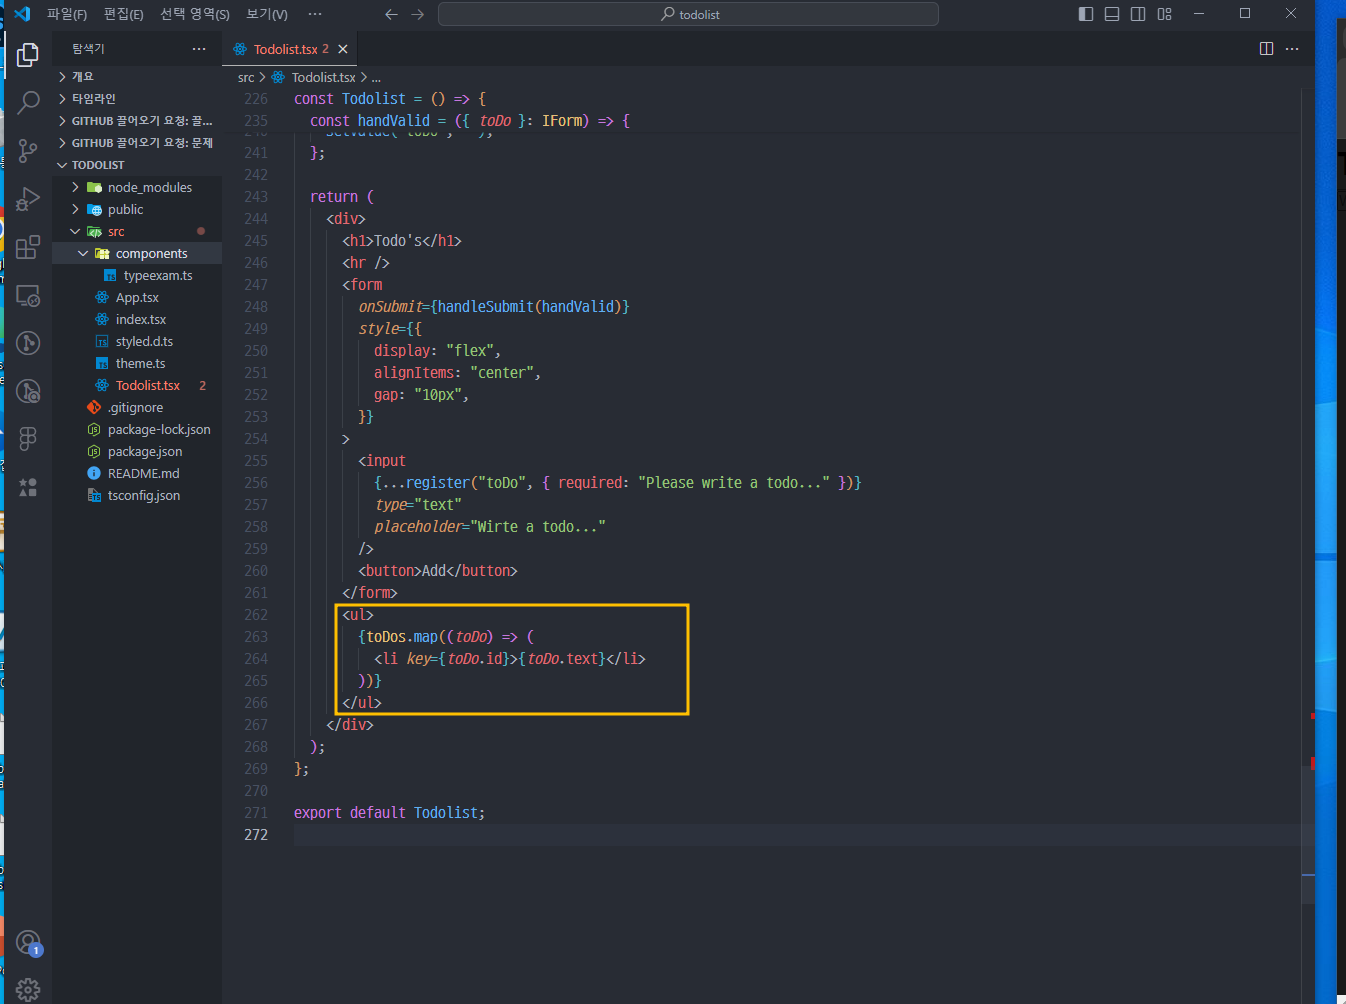 파일(F) 편집(E) 선택 영역(S) 보기(V) ··· todolist
탐색기 ···
Todolist.tsx 2
개요
타임라인
GITHUB 끌어오기 요청: 끌...
GITHUB 끌어오기 요청: 문제
TODOLIST
node_modules
public
src
components
typeexam.ts
App.tsx
index.tsx
styled.d.ts
theme.ts
Todolist.tsx 2
.gitignore
package-lock.json
package.json
README.md
tsconfig.json
1
src > Todolist.tsx > ...
226 const Todolist = () => {
235 const handValid = ({ toDo }: IForm) => {
240 setValue("toDo", "");
241 };
242
243 return (
244 <div>
245 <h1>Todo's</h1>
246 <hr />
247 <form
248 onSubmit={handleSubmit(handValid)}
249 style={{
250 display: "flex",
251 alignItems: "center",
252 gap: "10px",
253 }}
254 >
255 <input
256 {...register("toDo", { required: "Please write a todo..." })}
257 type="text"
258 placeholder="Wirte a todo..."
259 />
260 <button>Add</button>
261 </form>
262 <ul>
263 {toDos.map((toDo) => (
264 <li key={toDo.id}>{toDo.text}</li>
265 ))}
266 </ul>
267 </div>
268 );
269 };
270
271 export default Todolist;
272